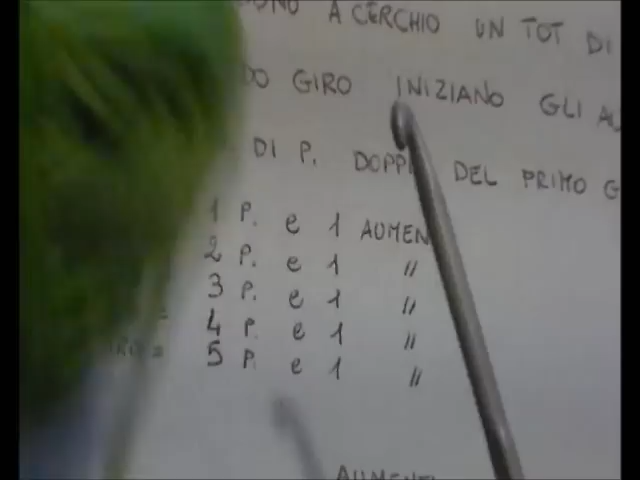 A CERCHIO UN TOT DI
GIRO INIZIANO GLI
DI P. DOPPI DEL PRIMO G
1 P. e 1 AUMEN
2 P. e 1 "
3 P. e 1 "
4 P. e 1 "
5 P. e 1 "
AUMENTI